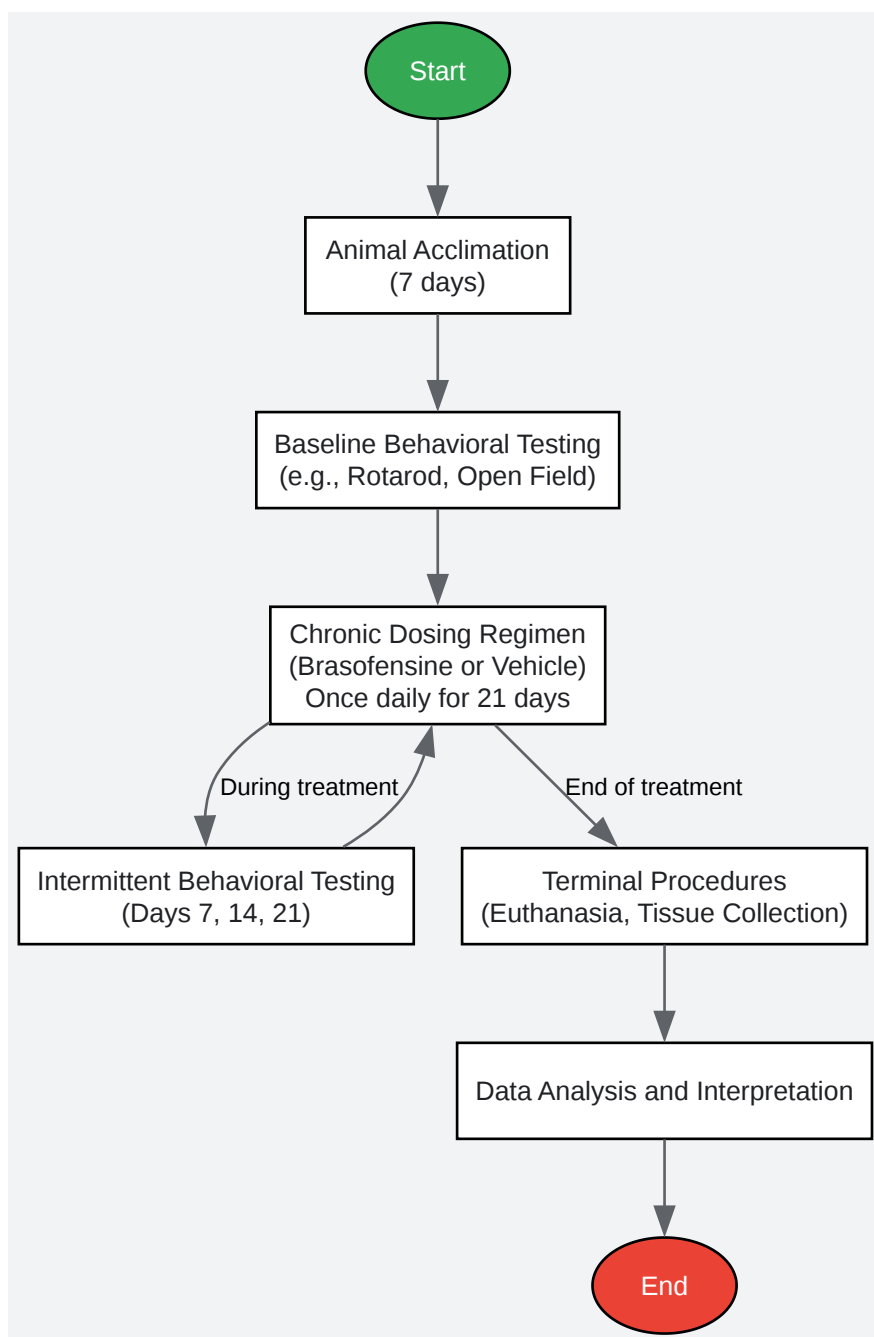 Start
Animal Acclimation
(7 days)
Baseline Behavioral Testing
(e.g., Rotarod, Open Field)
Chronic Dosing Regimen
(Brasofensine or Vehicle)
Once daily for 21 days
During treatment
End of treatment
Intermittent Behavioral Testing
(Days 7, 14, 21)
Terminal Procedures
(Euthanasia, Tissue Collection)
Data Analysis and Interpretation
End